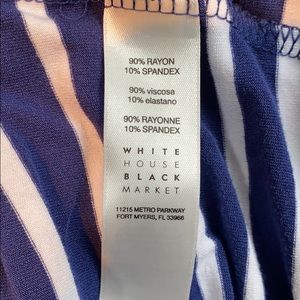 90% RAYON
10% SPANDEX
90% viscosa
10% elastano
90% RAYONNE
10% SPANDEX
WHITE
HOUSE
BLACK
MARKET
11215 METRO PARKWAY
FORT MYERS, FL 33966